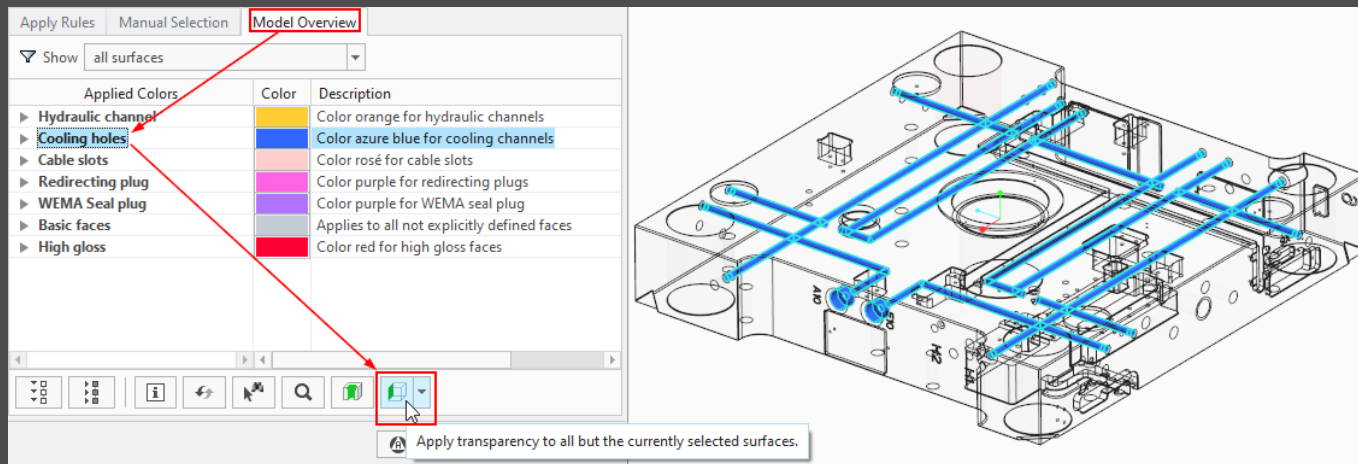 Apply Rules Manual Selection Model Overview
Show all surfaces
Applied Colors Color Description
Hydraulic channel Color orange for hydraulic channels
Cooling holes Color azure blue for cooling channels
Cable slots Color rosé for cable slots
Redirecting plug Color purple for redirecting plugs
WEMA Seal plug Color purple for WEMA seal plug
Basic faces Applies to all not explicitly defined faces
High gloss Color red for high gloss faces
Apply transparency to all but the currently selected surfaces.
A10
E10